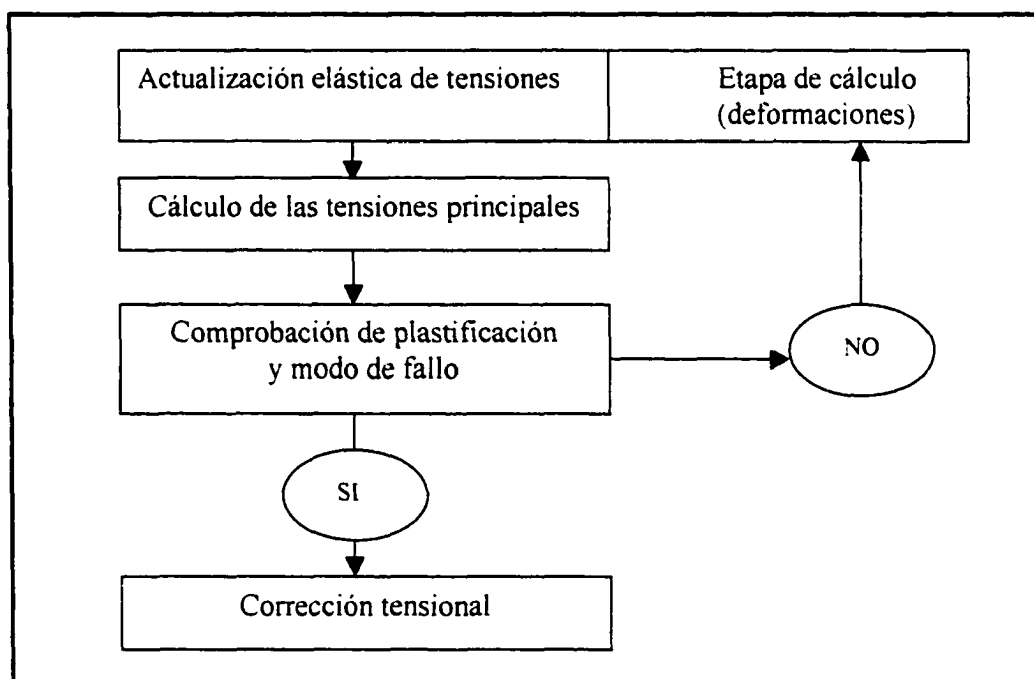 Actualización elástica de tensiones
Etapa de cálculo
(deformaciones)
Cálculo de las tensiones principales
Comprobación de plastificación
y modo de fallo
NO
SI
Corrección tensional